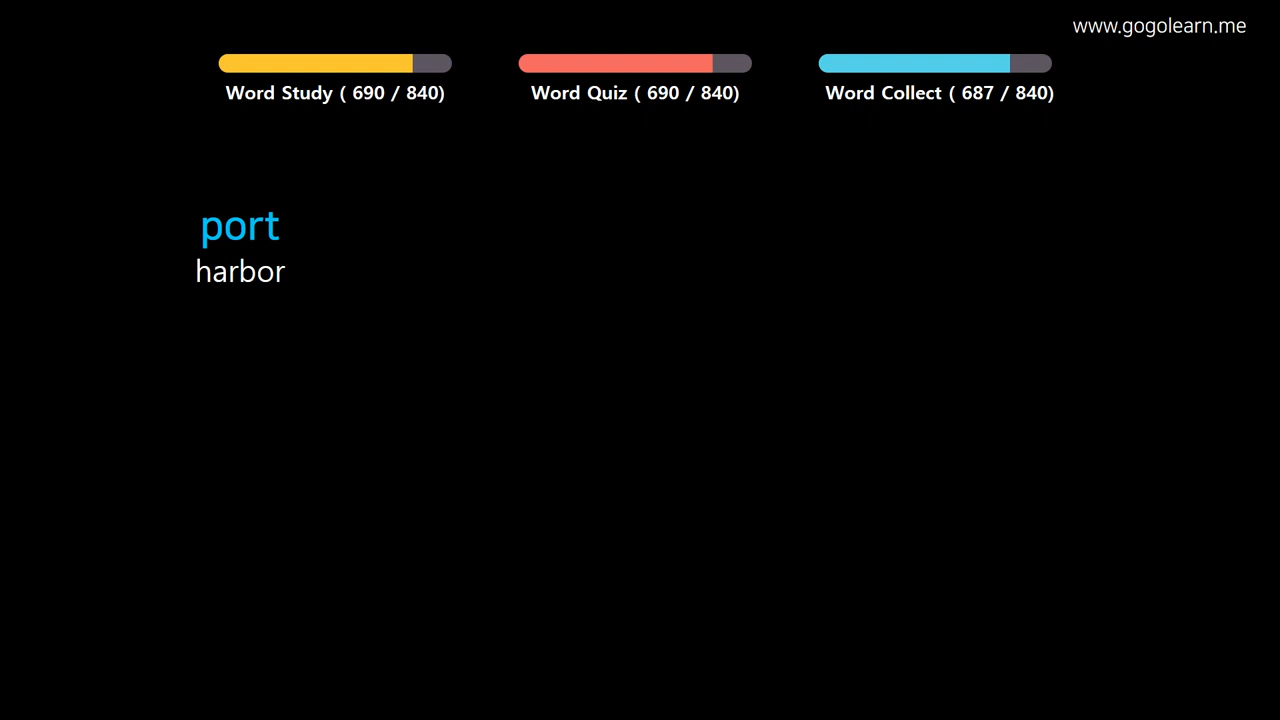 www.gogolearn.me
Word Study ( 690 / 840)
Word Quiz ( 690 / 840)
Word Collect ( 687 / 840)
port
harbor